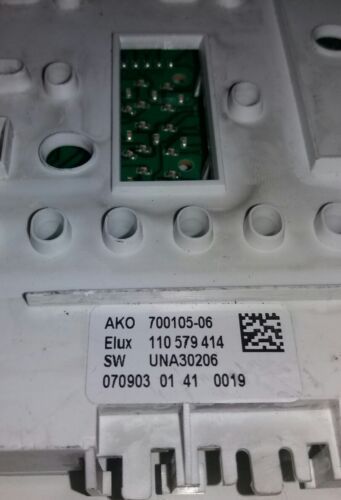 AKO 700105-06
Elux 110 579 414
SW UNA30206
070903 01 41 0019